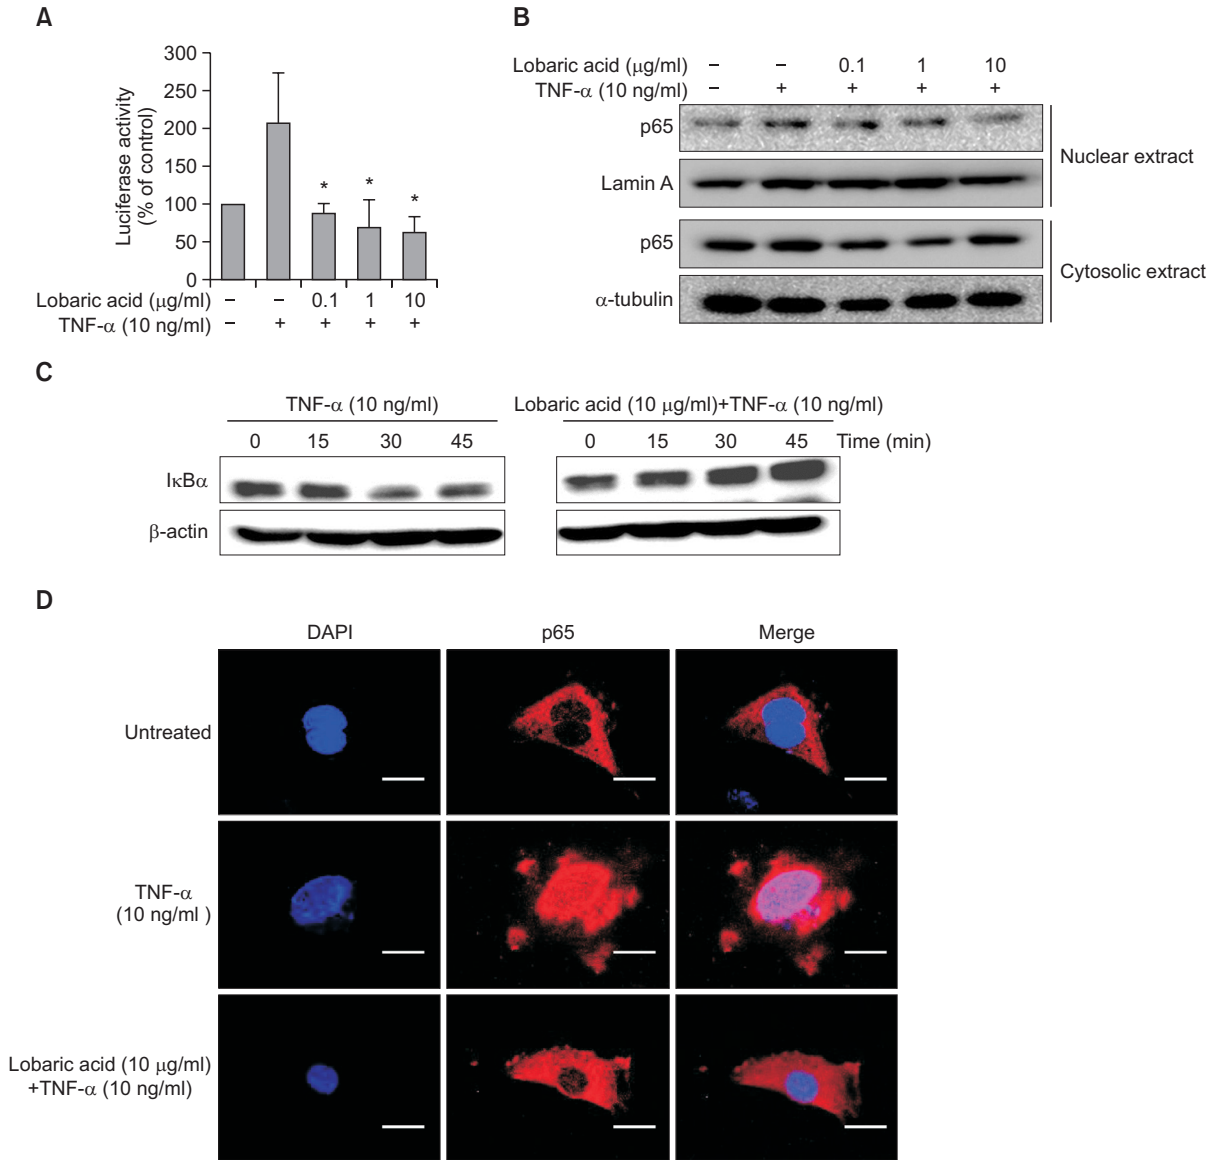 A
Luciferase activity
(% of control)
300
250
200
150
100
50
0
Lobaric acid (μg/ml) – – 0.1 1 10
TNF-α (10 ng/ml) – + + + +
* * *
B
Lobaric acid (μg/ml) – – 0.1 1 10
TNF-α (10 ng/ml) – + + + +
p65
Lamin A
Nuclear extract
p65
α-tubulin
Cytosolic extract
C
TNF-α (10 ng/ml)
Lobaric acid (10 μg/ml)+TNF-α (10 ng/ml)
0 15 30 45 0 15 30 45 Time (min)
IκBα
β-actin
D
DAPI p65 Merge
Untreated
TNF-α
(10 ng/ml )
Lobaric acid (10 μg/ml)
+TNF-α (10 ng/ml)